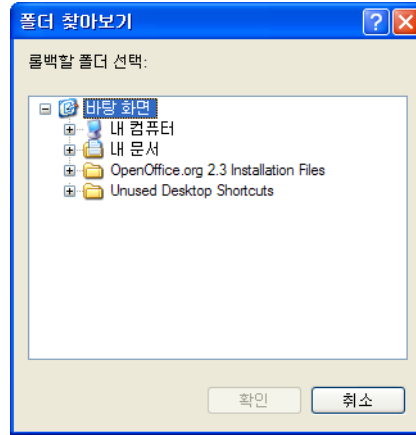 폴더 찾아보기
롤백할 폴더 선택:
바탕 화면
내 컴퓨터
내 문서
OpenOffice.org 2.3 Installation Files
Unused Desktop Shortcuts
확인
취소